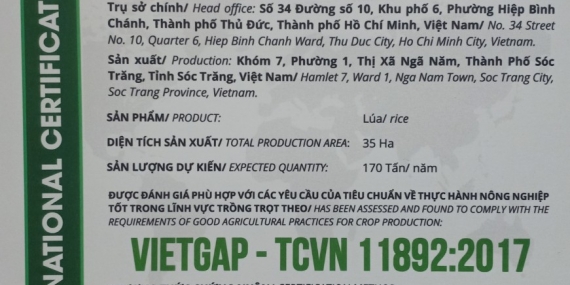 Trụ sở chính/ Head office: Số 34 Đường số 10, Khu phố 6, Phường Hiệp Bình
Chánh, Thành phố Thủ Đức, Thành phố Hồ Chí Minh, Việt Nam/ No. 34 Street
No. 10, Quarter 6, Hiep Binh Chanh Ward, Thu Duc City, Ho Chi Minh City, Vietnam.
Sản xuất/ Production: Khóm 7, Phường 1, Thị Xã Ngã Năm, Thành Phố Sóc
Trăng, Tỉnh Sóc Trăng, Việt Nam/ Hamlet 7, Ward 1, Nga Nam Town, Soc Trang City,
Soc Trang Province, Vietnam.
SẢN PHẨM/ PRODUCT: Lúa/ rice
DIỆN TÍCH SẢN XUẤT/ TOTAL PRODUCTION AREA: 35 Ha
SẢN LƯỢNG DỰ KIẾN/ EXPECTED QUANTITY: 170 Tấn/ năm
ĐƯỢC ĐÁNH GIÁ PHÙ HỢP VỚI CÁC YÊU CẦU CỦA TIÊU CHUẨN VỀ THỰC HÀNH NÔNG NGHIỆP
TỐT TRONG LĨNH VỰC TRỒNG TRỌT THEO/ HAS BEEN ASSESSED AND FOUND TO COMPLY WITH THE
REQUIREMENTS OF GOOD AGRICULTURAL PRACTICES FOR CROP PRODUCTION:
VIETGAP - TCVN 11892:2017
NATIONAL CERTIFICAT